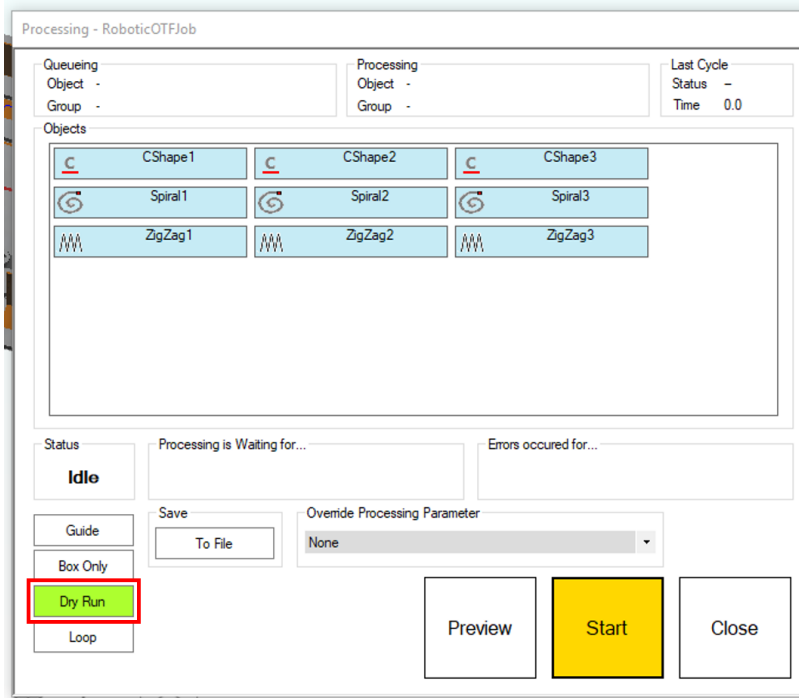 Processing - RoboticOTFJob
Queueing
Object -
Group -
Processing
Object -
Group -
Last Cycle
Status –
Time 0.0
Objects
C CShape1
C CShape2
C CShape3
Spiral1
Spiral2
Spiral3
ZigZag1
ZigZag2
ZigZag3
Status
Idle
Processing is Waiting for...
Errors occured for...
Guide
Box Only
Dry Run
Loop
Save
To File
Override Processing Parameter
None
Preview
Start
Close